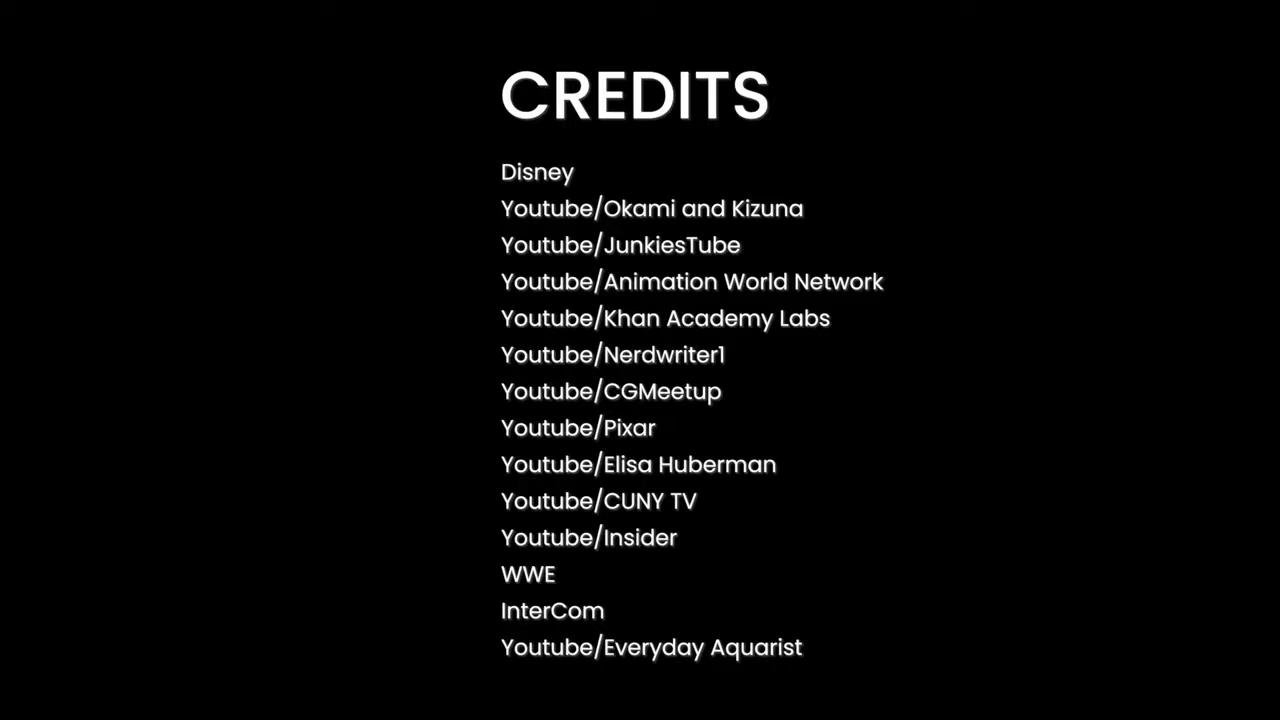 CREDITS
Disney
Youtube/Okami and Kizuna
Youtube/JunkiesTube
Youtube/Animation World Network
Youtube/Khan Academy Labs
Youtube/Nerdwriter1
Youtube/CGMeetup
Youtube/Pixar
Youtube/Elisa Huberman
Youtube/CUNY TV
Youtube/Insider
WWE
InterCom
Youtube/Everyday Aquarist